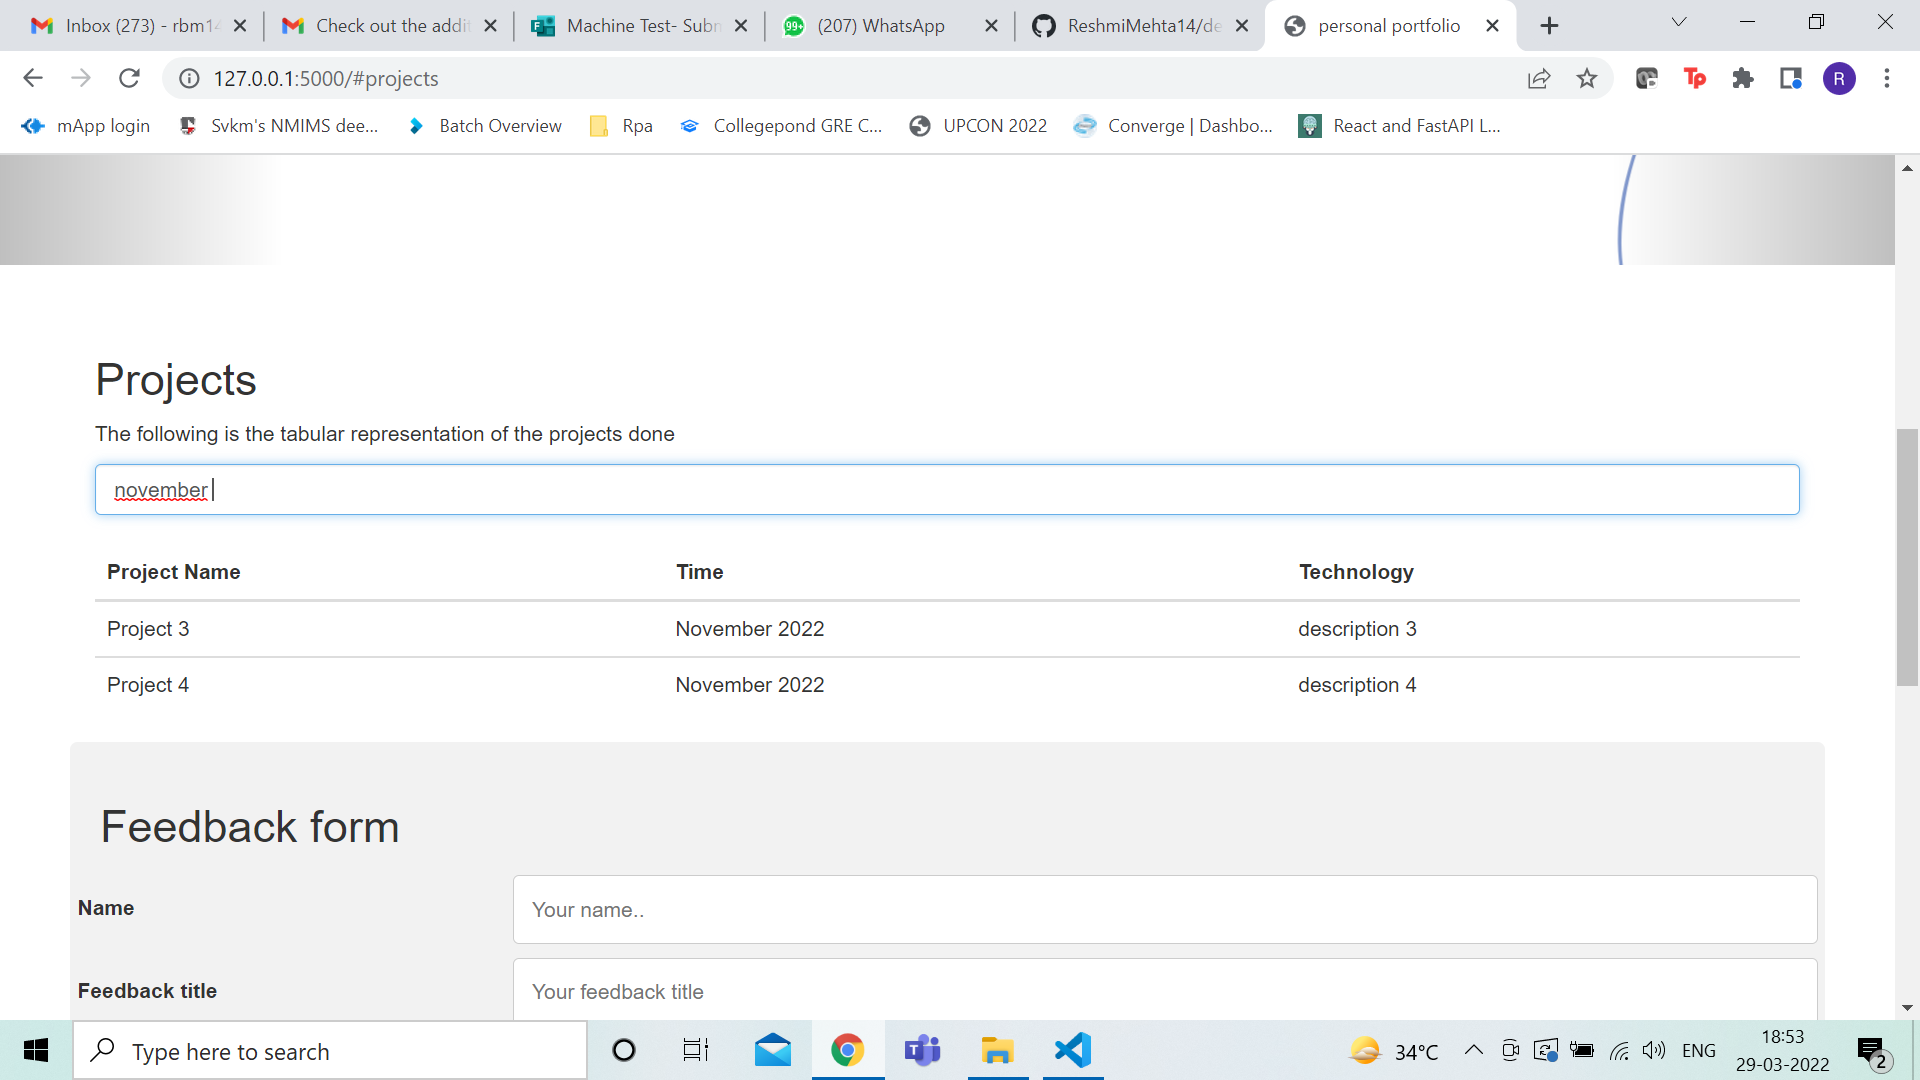 Inbox (273) - rbm14
Check out the addit
Machine Test- Subm
(207) WhatsApp
ReshmiMehta14/de
personal portfolio
127.0.0.1:5000/#projects
Tp
R
mApp login
Svkm's NMIMS dee...
Batch Overview
Rpa
Collegepond GRE C...
UPCON 2022
Converge | Dashbo...
React and FastAPI L...
Projects
The following is the tabular representation of the projects done
november
Project Name Time Technology
Project 3 November 2022 description 3
Project 4 November 2022 description 4
Feedback form
Name Your name..
Feedback title Your feedback title
Type here to search
34°C
ENG
18:53
29-03-2022
2